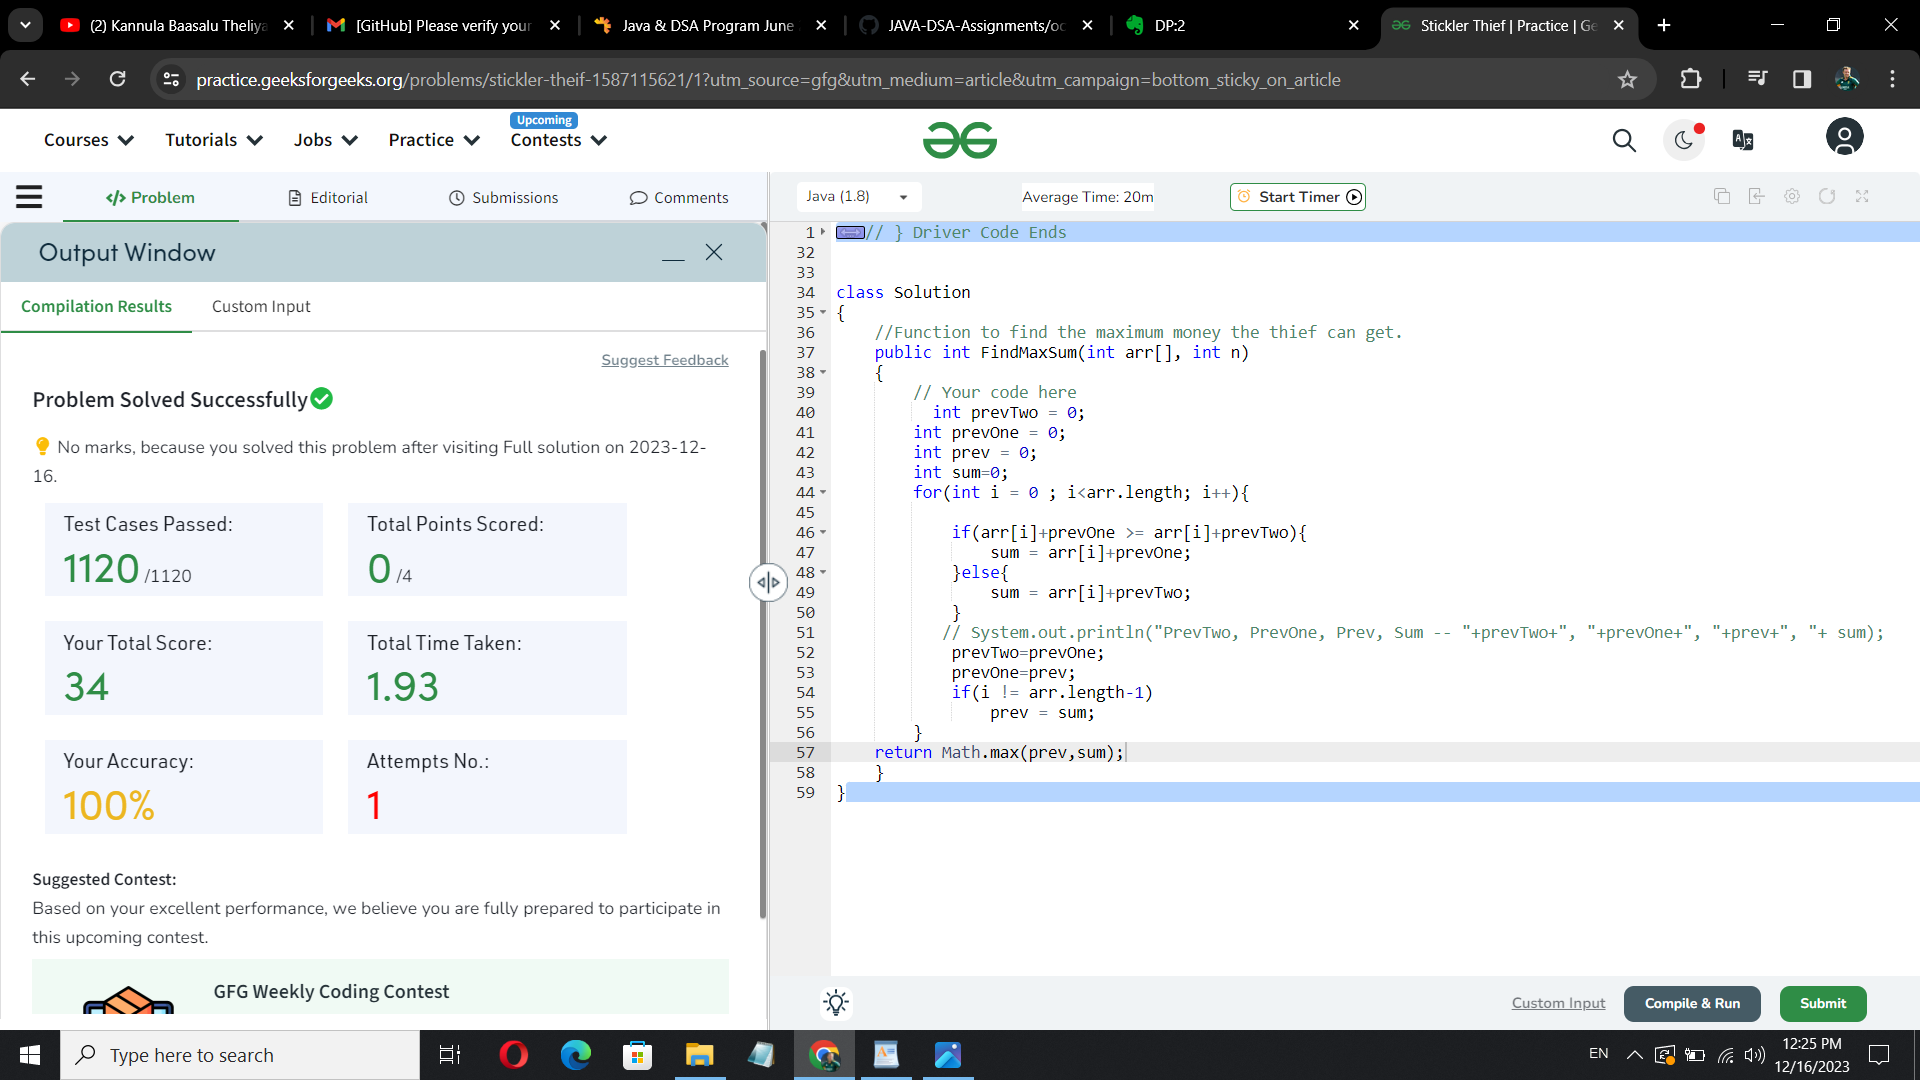 (2) Kannula Baasalu Theliya
[GitHub] Please verify your
Java & DSA Program June
JAVA-DSA-Assignments/oc
DP:2
Stickler Thief | Practice | Ge
practice.geeksforgeeks.org/problems/stickler-theif-1587115621/1?utm_source=gfg&utm_medium=article&utm_campaign=bottom_sticky_on_article
Courses
Tutorials
Jobs
Practice
Upcoming
Contests
Problem
Editorial
Submissions
Comments
Java (1.8)
Average Time: 20m
Start Timer
Output Window
Compilation Results
Custom Input
Suggest Feedback
Problem Solved Successfully
No marks, because you solved this problem after visiting Full solution on 2023-12-
16.
Test Cases Passed:
1120 /1120
Total Points Scored:
0 /4
Your Total Score:
34
Total Time Taken:
1.93
Your Accuracy:
100%
Attempts No.:
1
Suggested Contest:
Based on your excellent performance, we believe you are fully prepared to participate in
this upcoming contest.
GFG Weekly Coding Contest
1 // } Driver Code Ends
32
33
34 class Solution
35 {
36 //Function to find the maximum money the thief can get.
37 public int FindMaxSum(int arr[], int n)
38 {
39 // Your code here
40 int prevTwo = 0;
41 int prevOne = 0;
42 int prev = 0;
43 int sum=0;
44 for(int i = 0 ; i<arr.length; i++){
45
46 if(arr[i]+prevOne >= arr[i]+prevTwo){
47 sum = arr[i]+prevOne;
48 }else{
49 sum = arr[i]+prevTwo;
50 }
51 // System.out.println("PrevTwo, PrevOne, Prev, Sum -- "+prevTwo+", "+prevOne+", "+prev+", "+ sum);
52 prevTwo=prevOne;
53 prevOne=prev;
54 if(i != arr.length-1)
55 prev = sum;
56 }
57 return Math.max(prev,sum);
58 }
59 }
Custom Input
Compile & Run
Submit
Type here to search
EN
12:25 PM
12/16/2023